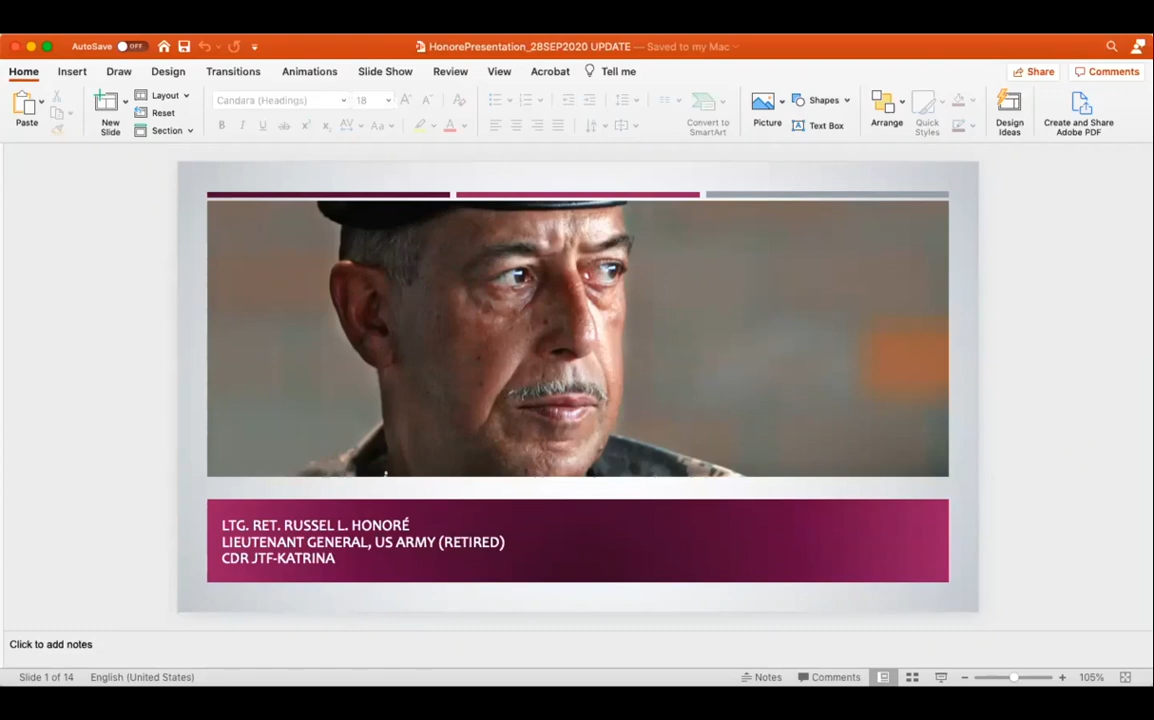 AutoSave OFF
HonorePresentation_28SEP2020 UPDATE — Saved to my Mac
Home Insert Draw Design Transitions Animations Slide Show Review View Acrobat Tell me Share Comments
Paste
New Slide
Layout
Reset
Section
Candara (Headings) 18
Convert to SmartArt
Picture
Shapes
Text Box
Arrange
Quick Styles
Design Ideas
Create and Share Adobe PDF
LTG. RET. RUSSEL L. HONORÉ
LIEUTENANT GENERAL, US ARMY (RETIRED)
CDR JTF-KATRINA
Click to add notes
Slide 1 of 14 English (United States) Notes Comments 105%